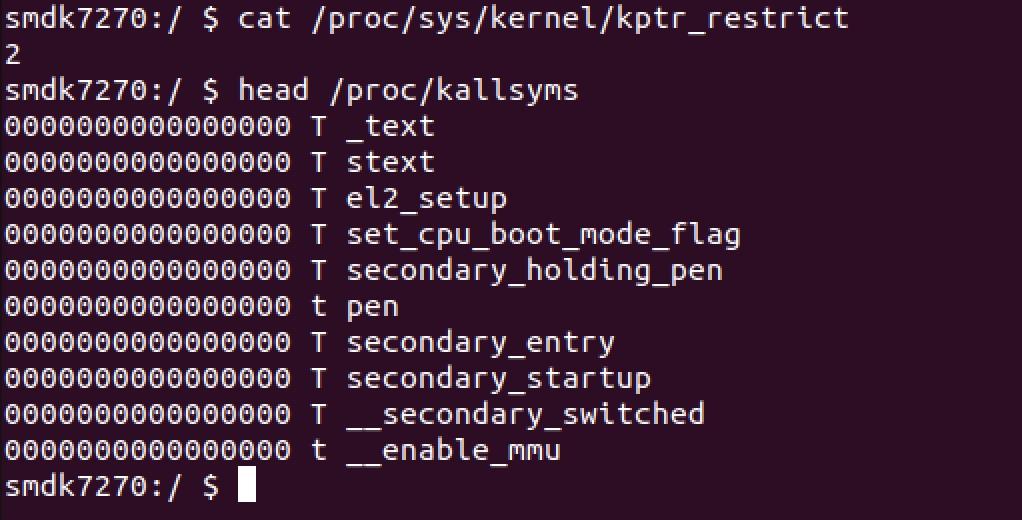 smdk7270:/ $ cat /proc/sys/kernel/kptr_restrict
2
smdk7270:/ $ head /proc/kallsyms
0000000000000000 T _text
0000000000000000 T stext
0000000000000000 T el2_setup
0000000000000000 T set_cpu_boot_mode_flag
0000000000000000 T secondary_holding_pen
0000000000000000 t pen
0000000000000000 T secondary_entry
0000000000000000 T secondary_startup
0000000000000000 T __secondary_switched
0000000000000000 t __enable_mmu
smdk7270:/ $